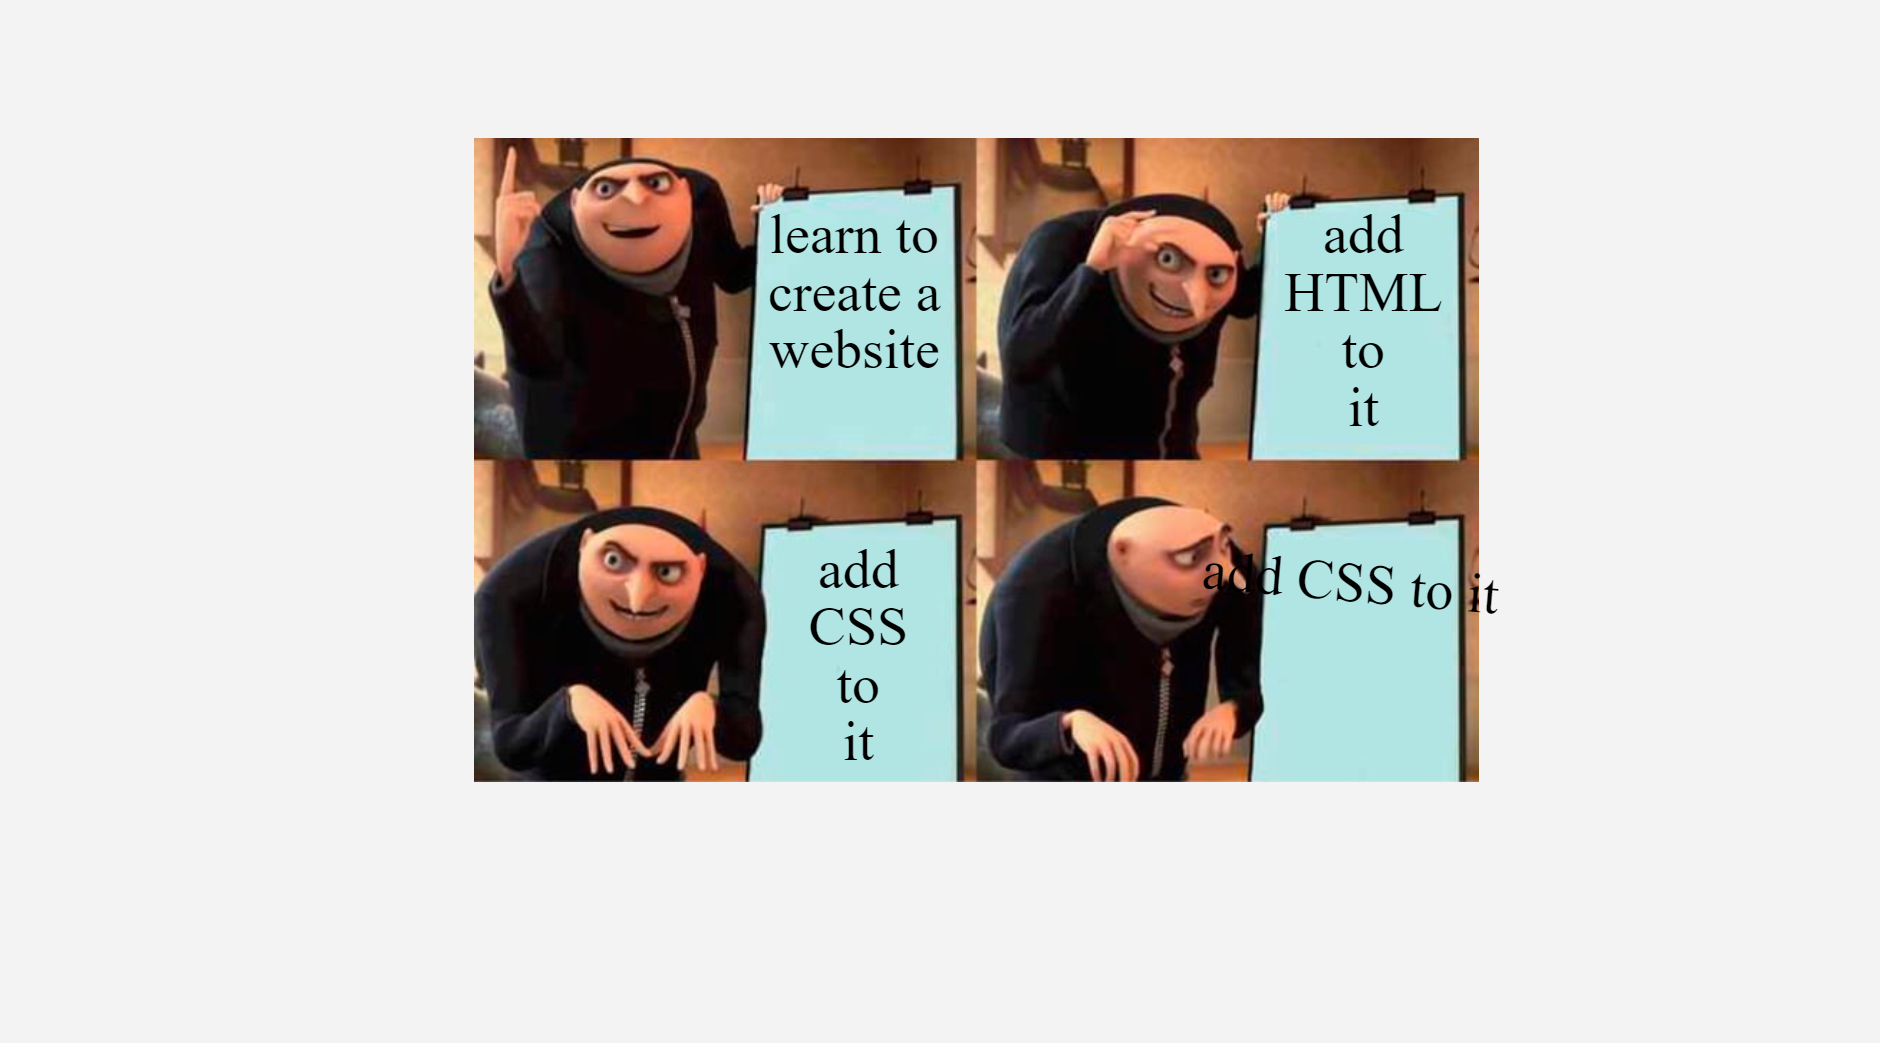 learn to
create a
website
add
HTML
to
it
add
CSS
to
it
add CSS to it